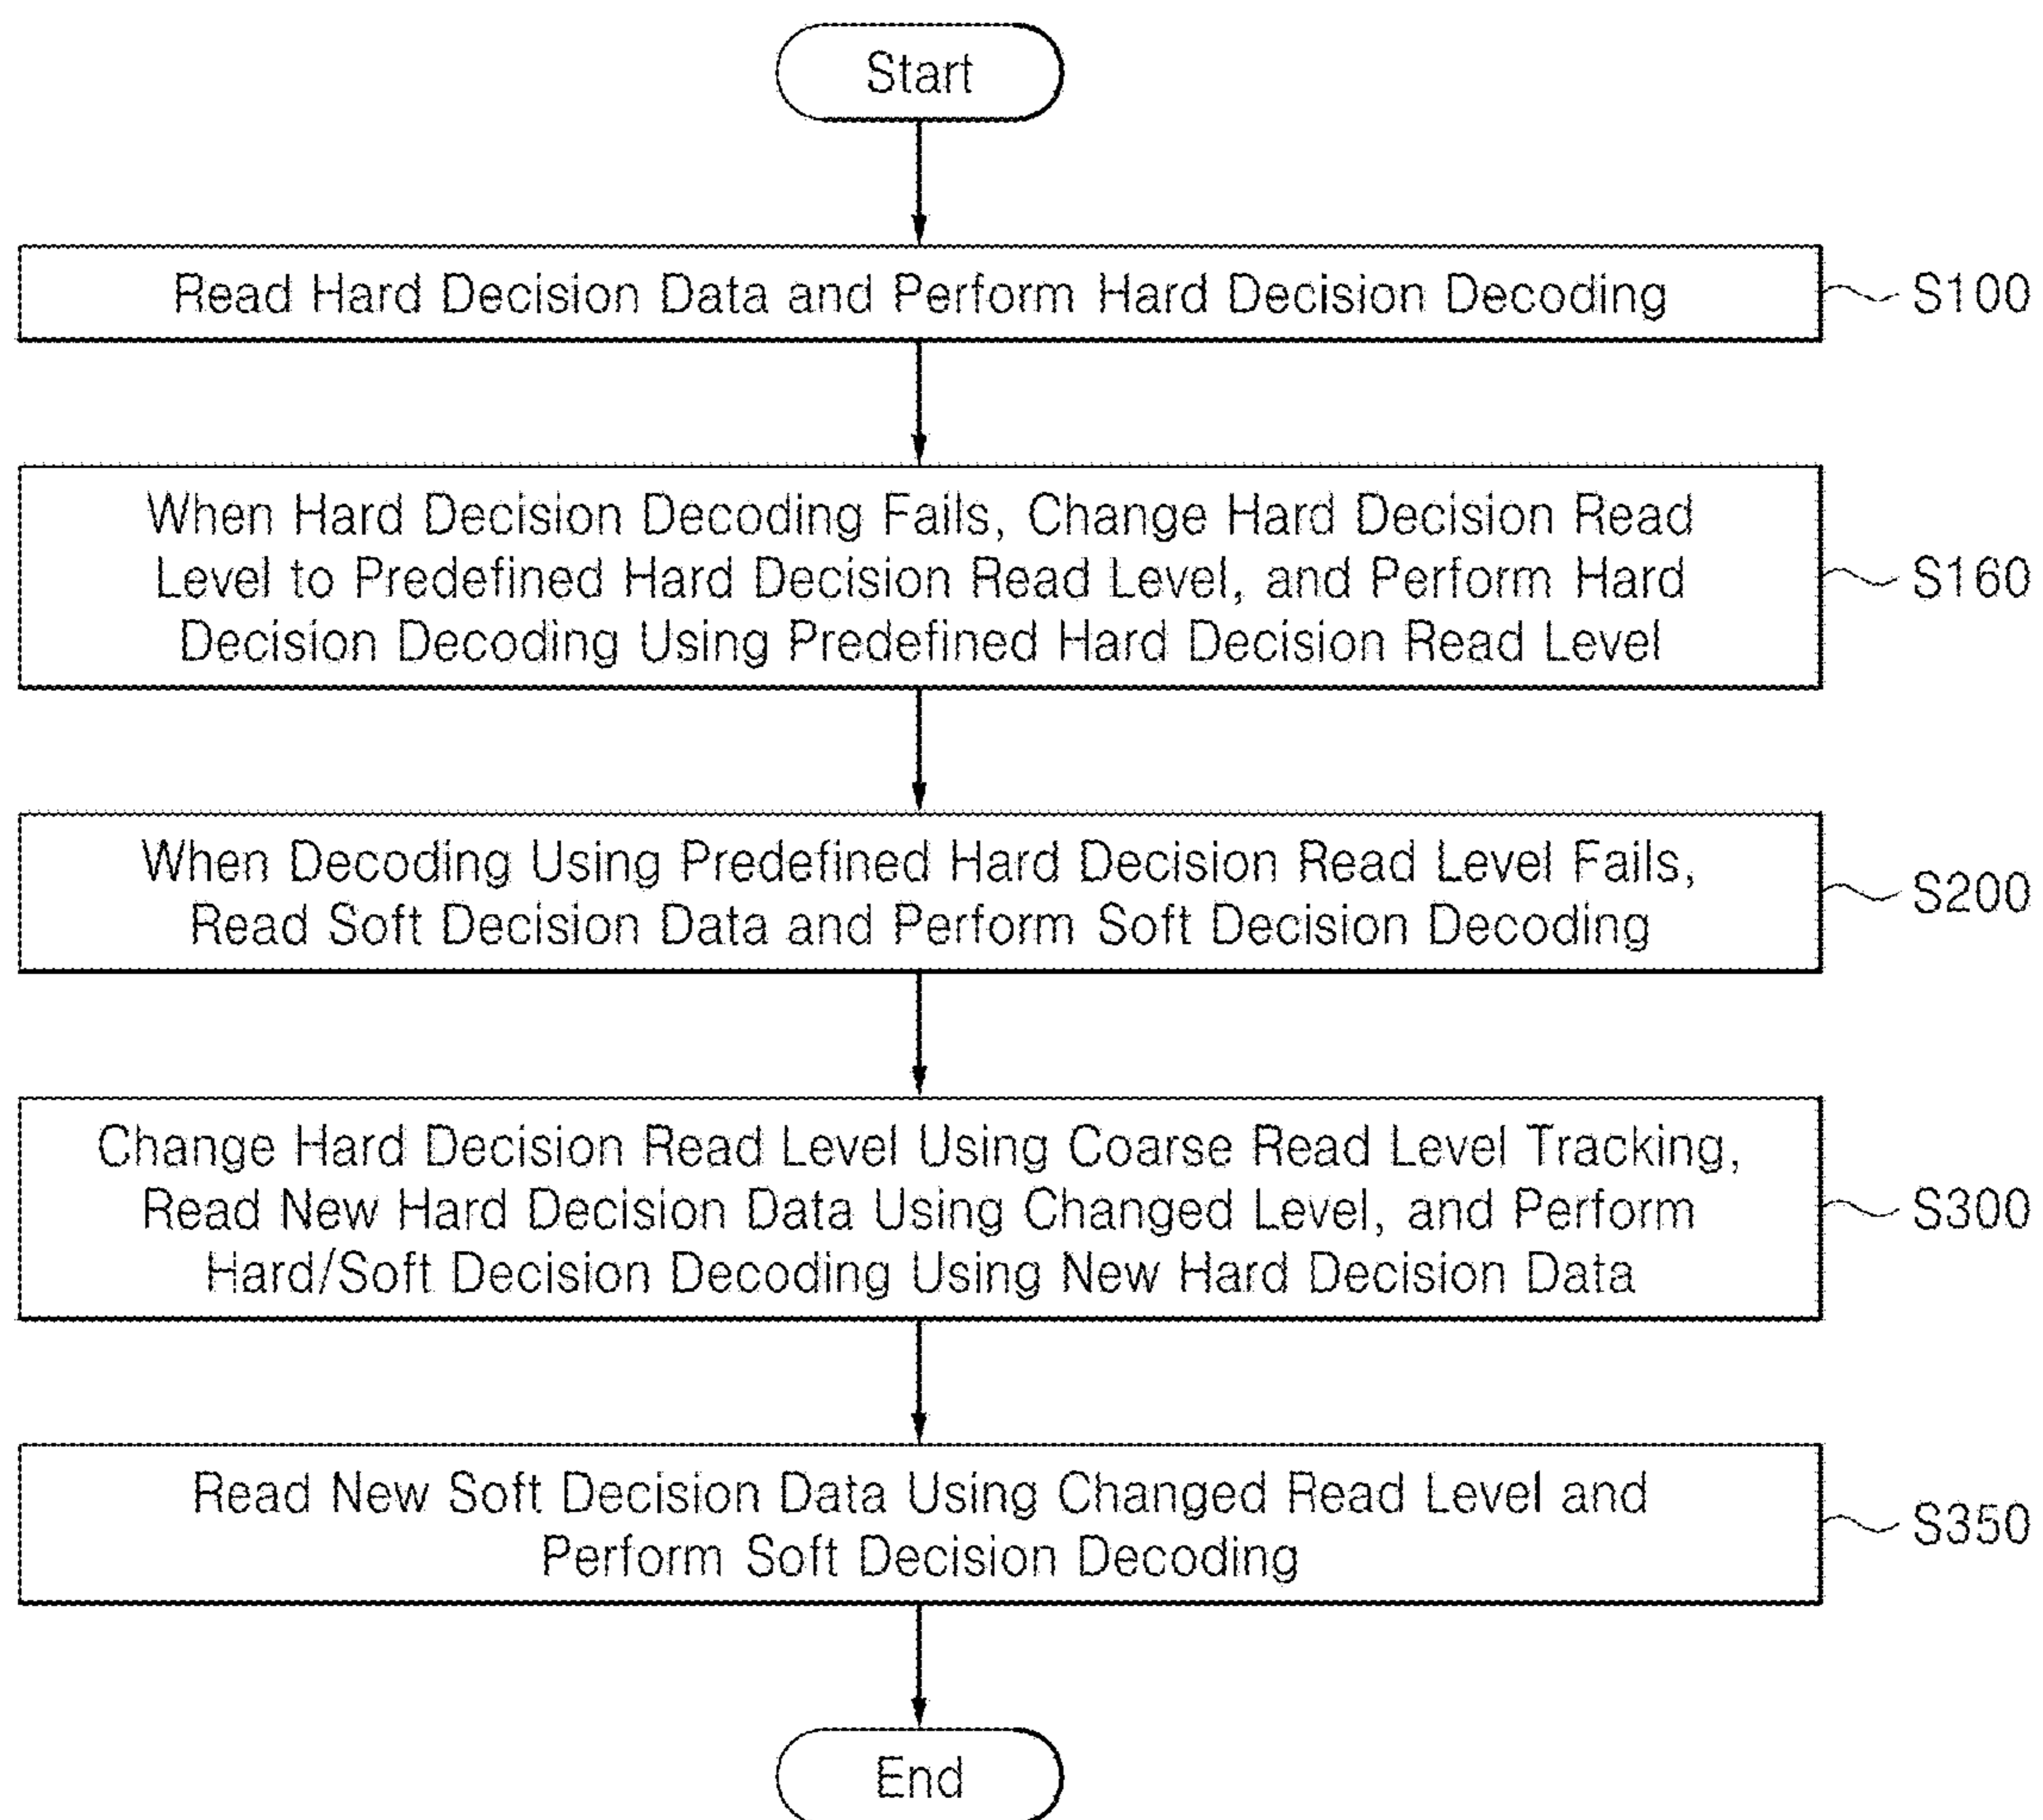 Start
Read Hard Decision Data and Perform Hard Decision Decoding
S100
When Hard Decision Decoding Fails, Change Hard Decision Read
Level to Predefined Hard Decision Read Level, and Perform Hard
Decision Decoding Using Predefined Hard Decision Read Level
S160
When Decoding Using Predefined Hard Decision Read Level Fails,
Read Soft Decision Data and Perform Soft Decision Decoding
S200
Change Hard Decision Read Level Using Coarse Read Level Tracking,
Read New Hard Decision Data Using Changed Level, and Perform
Hard/Soft Decision Decoding Using New Hard Decision Data
S300
Read New Soft Decision Data Using Changed Read Level and
Perform Soft Decision Decoding
S350
End